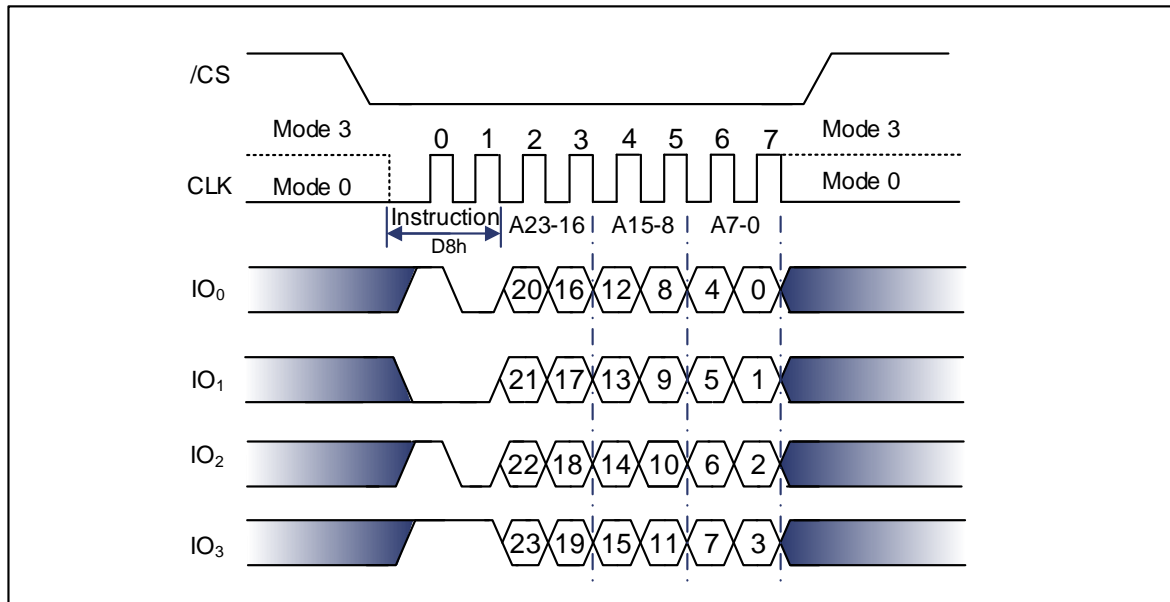 /CS
Mode 3 Mode 3
0 1 2 3 4 5 6 7
CLK Mode 0 Mode 0
Instruction A23-16 A15-8 A7-0
D8h
IO₀ 20 16 12 8 4 0
IO₁ 21 17 13 9 5 1
IO₂ 22 18 14 10 6 2
IO₃ 23 19 15 11 7 3